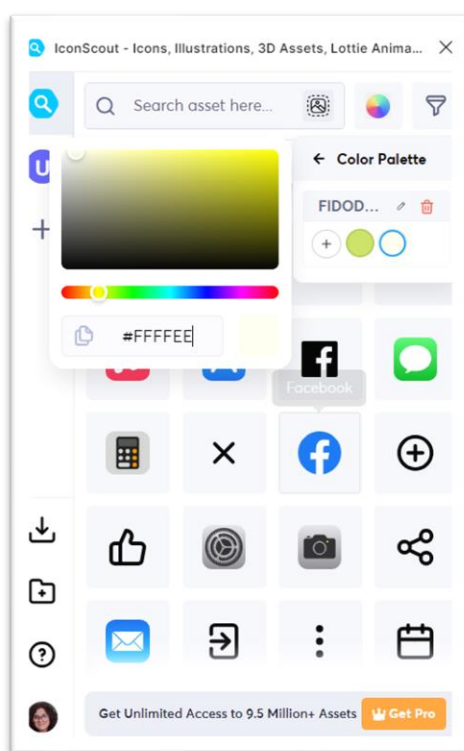 IconScout - Icons, Illustrations, 3D Assets, Lottie Anima...
Search asset here...
U
Color Palette
FIDOD...
#FFFFEE
Facebook
Get Unlimited Access to 9.5 Million+ Assets
Get Pro